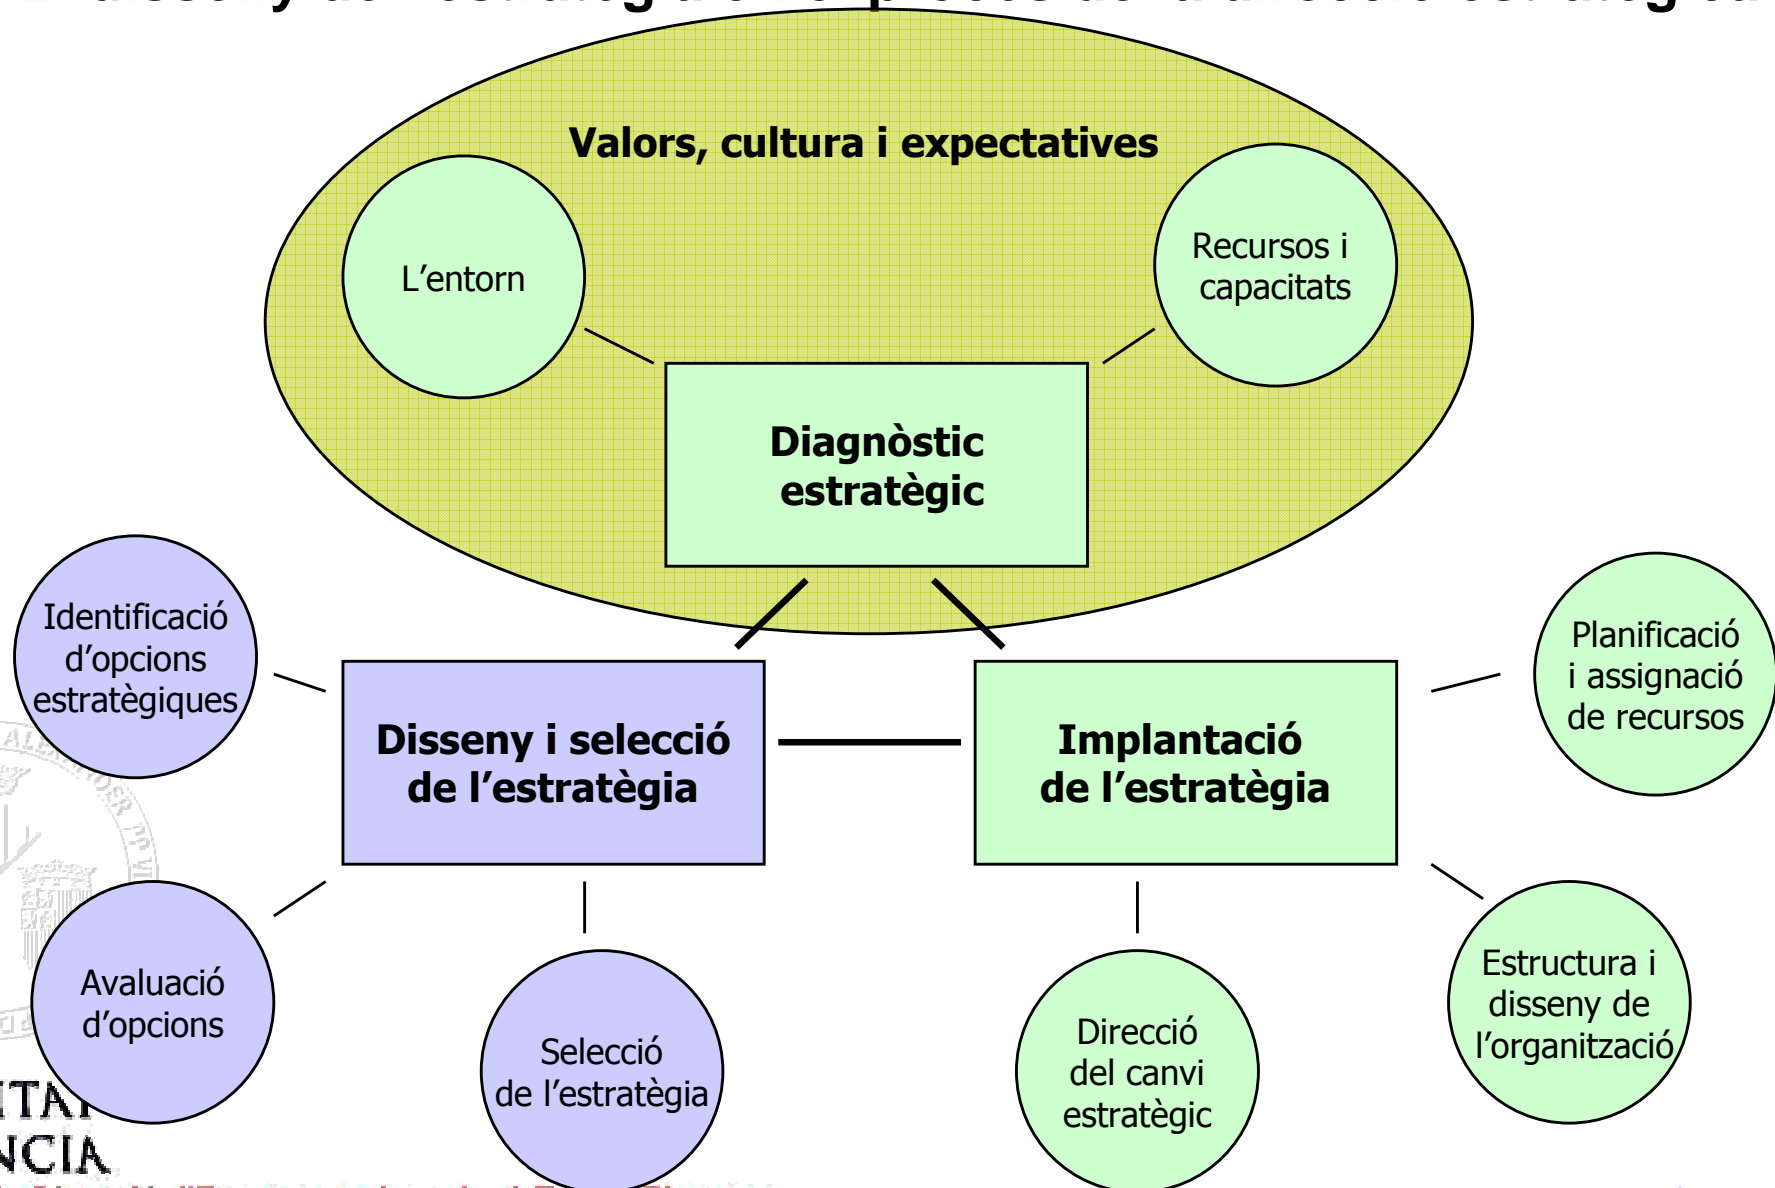 Valors, cultura i expectatives
L'entorn
Recursos i
capacitats
Diagnòstic
estratègic
Identificació
d'opcions
estratègiques
Planificació
i assignació
de recursos
Disseny i selecció
de l'estratègia
Implantació
de l'estratègia
Avaluació
d'opcions
Estructura i
disseny de
l'organització
Selecció
de l'estratègia
Direcció
del canvi
estratègic